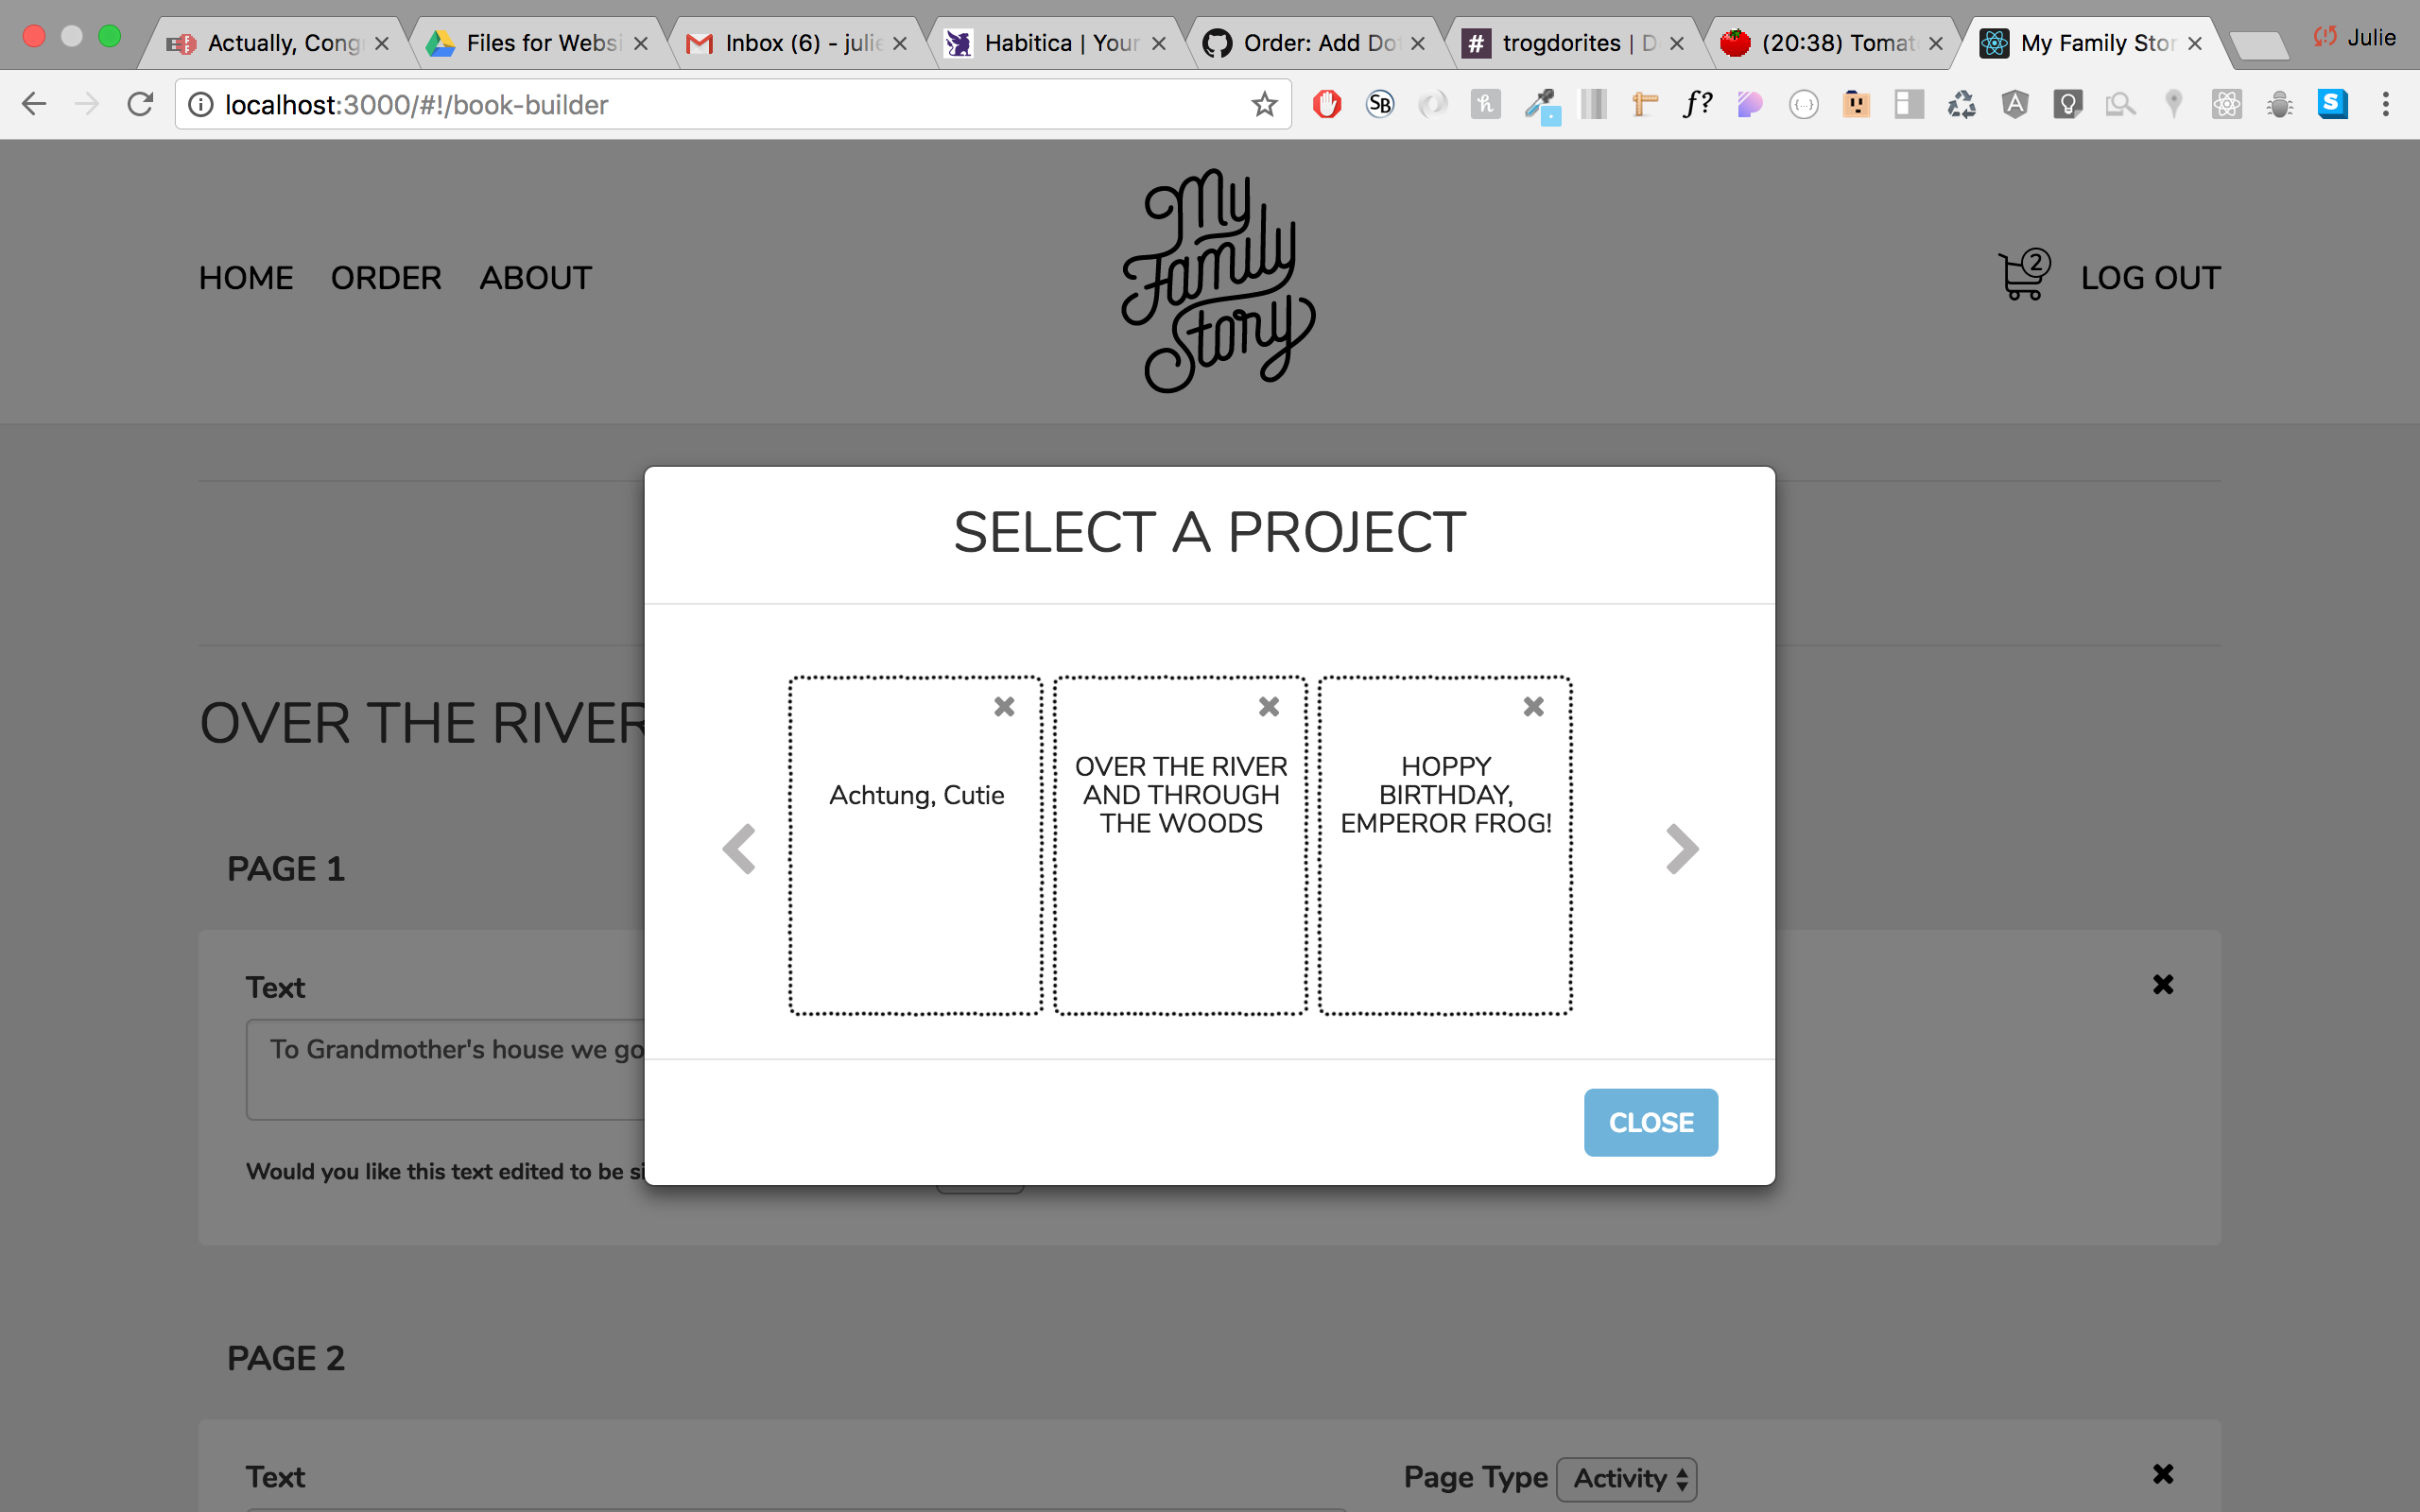 Actually, Cong
Files for Websi
Inbox (6) - julie
Habitica | Your
Order: Add Dot
# trogdorites | D
(20:38) Tomat
My Family Stor
Julie
localhost:3000/#!/book-builder
HOME
ORDER
ABOUT
My
Family
Story
2
LOG OUT
SELECT A PROJECT
Achtung, Cutie
OVER THE RIVER
AND THROUGH
THE WOODS
HOPPY
BIRTHDAY,
EMPEROR FROG!
CLOSE
OVER THE RIVER
PAGE 1
Text
To Grandmother's house we go
Would you like this text edited to be si
PAGE 2
Text
Page Type
Activity